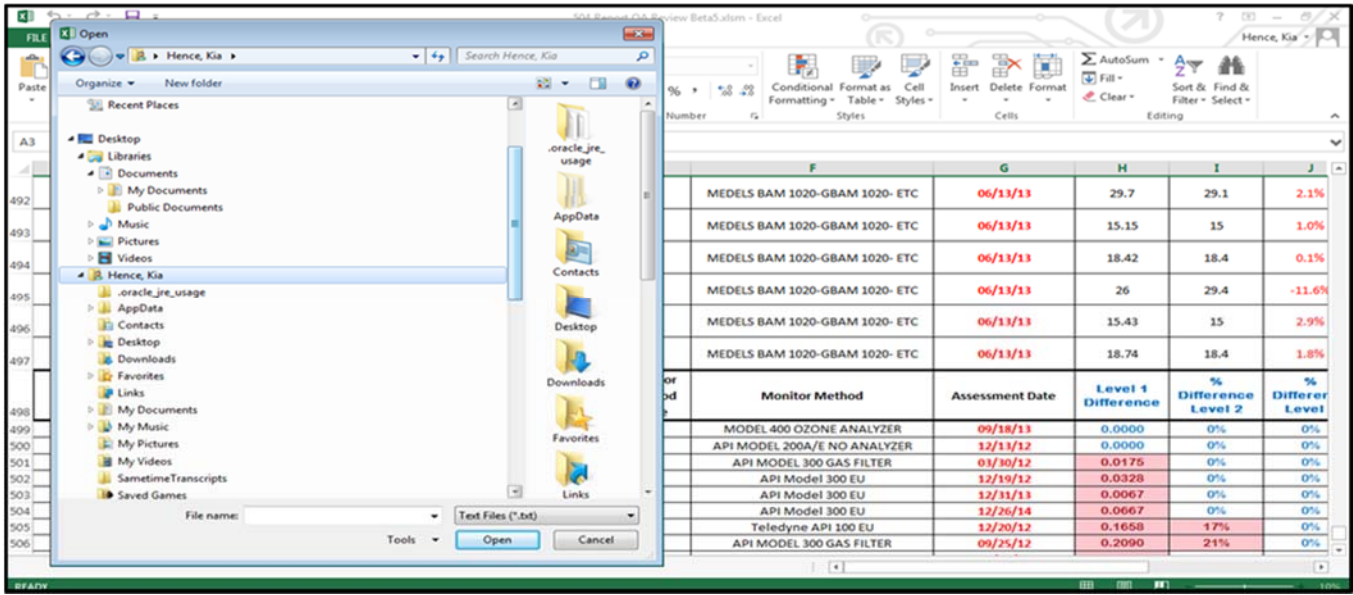 504 Report QA Review Beta5.xlsm - Excel
FILE
Hence, Kia
Open
Hence, Kia
Search Hence, Kia
Organize
New folder
Paste
% ,
Conditional Formatting
Format as Table
Cell Styles
Insert
Delete
Format
AutoSum
Fill
Clear
Sort & Filter
Find & Select
Number
Styles
Cells
Editing
A3
Recent Places
Desktop
Libraries
Documents
My Documents
Public Documents
Music
Pictures
Videos
Hence, Kia
.oracle_jre_usage
AppData
Contacts
Desktop
Downloads
Favorites
Links
My Documents
My Music
My Pictures
My Videos
SametimeTranscripts
Saved Games
.oracle_jre_
usage
AppData
Contacts
Desktop
Downloads
Favorites
Links
File name:
Text Files (*.txt)
Tools
Open
Cancel
F G H I J
492 MEDELS BAM 1020-GBAM 1020- ETC 06/13/13 29.7 29.1 2.1%
493 MEDELS BAM 1020-GBAM 1020- ETC 06/13/13 15.15 15 1.0%
494 MEDELS BAM 1020-GBAM 1020- ETC 06/13/13 18.42 18.4 0.1%
495 MEDELS BAM 1020-GBAM 1020- ETC 06/13/13 26 29.4 -11.6%
496 MEDELS BAM 1020-GBAM 1020- ETC 06/13/13 15.43 15 2.9%
497 MEDELS BAM 1020-GBAM 1020- ETC 06/13/13 18.74 18.4 1.8%
498 Monitor Method Assessment Date Level 1 Difference % Difference Level 2 % Differer Level
499 MODEL 400 OZONE ANALYZER 09/18/13 0.0000 0% 0%
500 API MODEL 200A/E NO ANALYZER 12/13/12 0.0000 0% 0%
501 API MODEL 300 GAS FILTER 03/30/12 0.0175 0% 0%
502 API Model 300 EU 12/19/12 0.0328 0% 0%
503 API Model 300 EU 12/31/13 0.0067 0% 0%
504 API Model 300 EU 12/26/14 0.0667 0% 0%
505 Teledyne API 100 EU 12/20/12 0.1658 17% 0%
506 API MODEL 300 GAS FILTER 09/25/12 0.2090 21% 0%
READY
10%